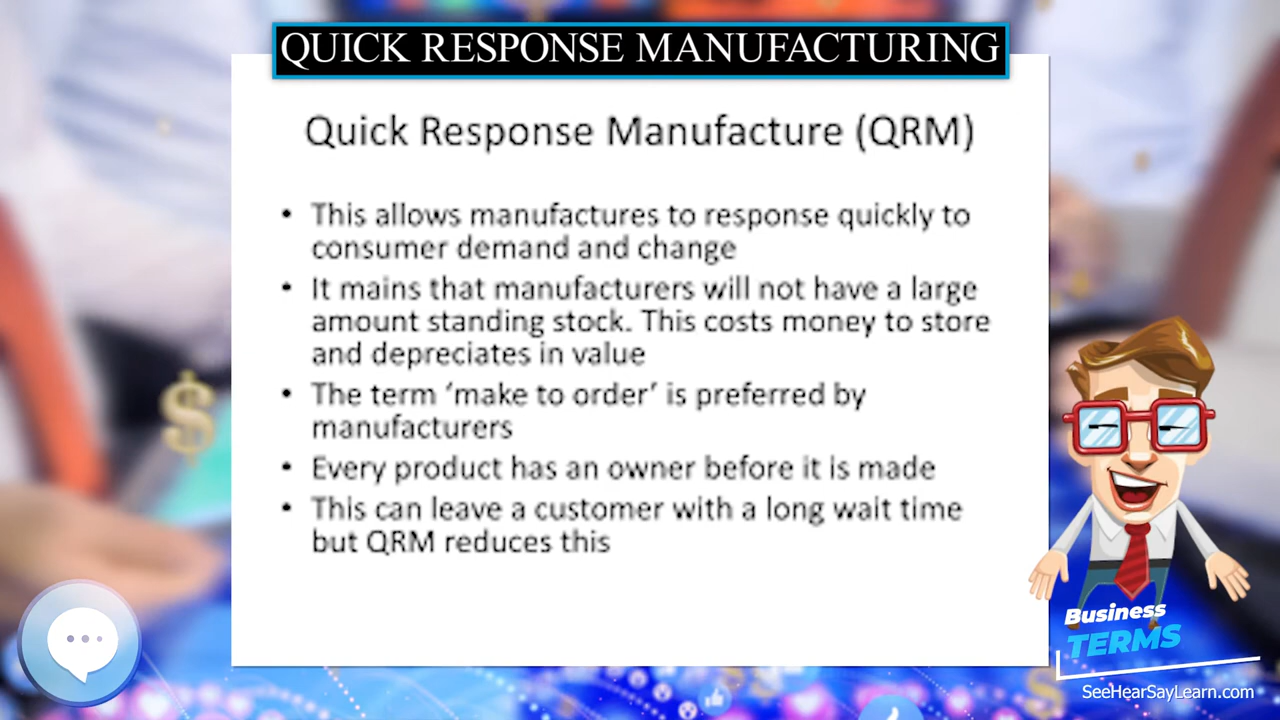 QUICK RESPONSE MANUFACTURING
Quick Response Manufacture (QRM)
• This allows manufactures to response quickly to
consumer demand and change
• It mains that manufacturers will not have a large
amount standing stock. This costs money to store
and depreciates in value
• The term ‘make to order’ is preferred by
manufacturers
• Every product has an owner before it is made
• This can leave a customer with a long wait time
but QRM reduces this
Business
TERMS
SeeHearSayLearn.com